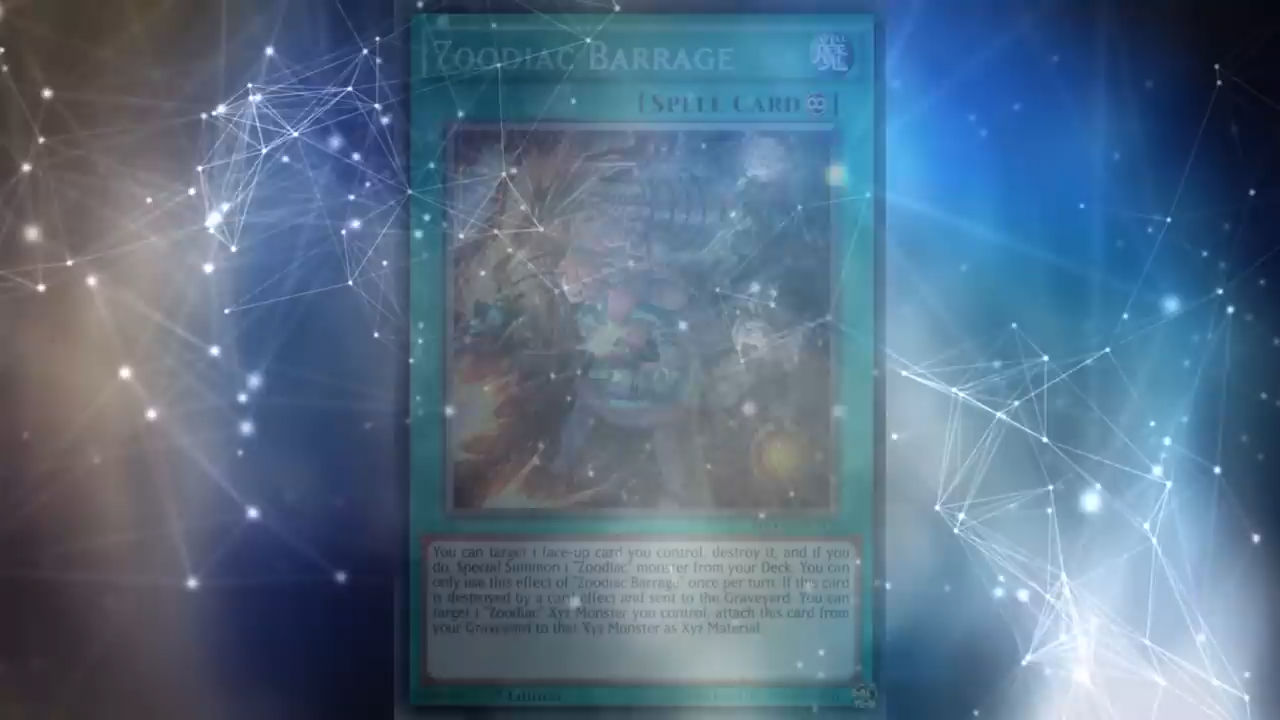 Zoodiac Barrage
魔
[Spell Card]
You can target 1 face-up card you control, destroy it, and if you
do, Special Summon 1 "Zoodiac" monster from your Deck. You can
only use this effect of "Zoodiac Barrage" once per turn. If this card
is destroyed by a card effect and sent to the Graveyard: You can
target 1 "Zoodiac" Xyz Monster you control; attach this card from
your Graveyard to that Xyz Monster as Xyz Material.
Edition